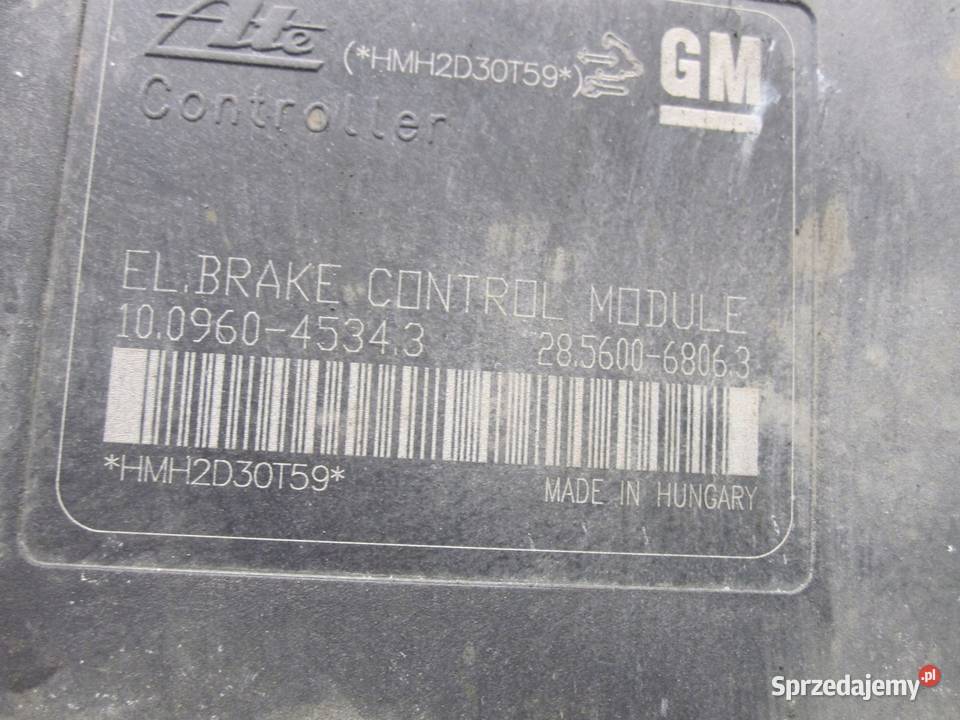 Ate (*HMH2D30T59*) GM
Controller
EL.BRAKE CONTROL MODULE
10.0960-4534.3 28.5600-6806.3
*HMH2D30T59*
MADE IN HUNGARY
Sprzedajemy.pl